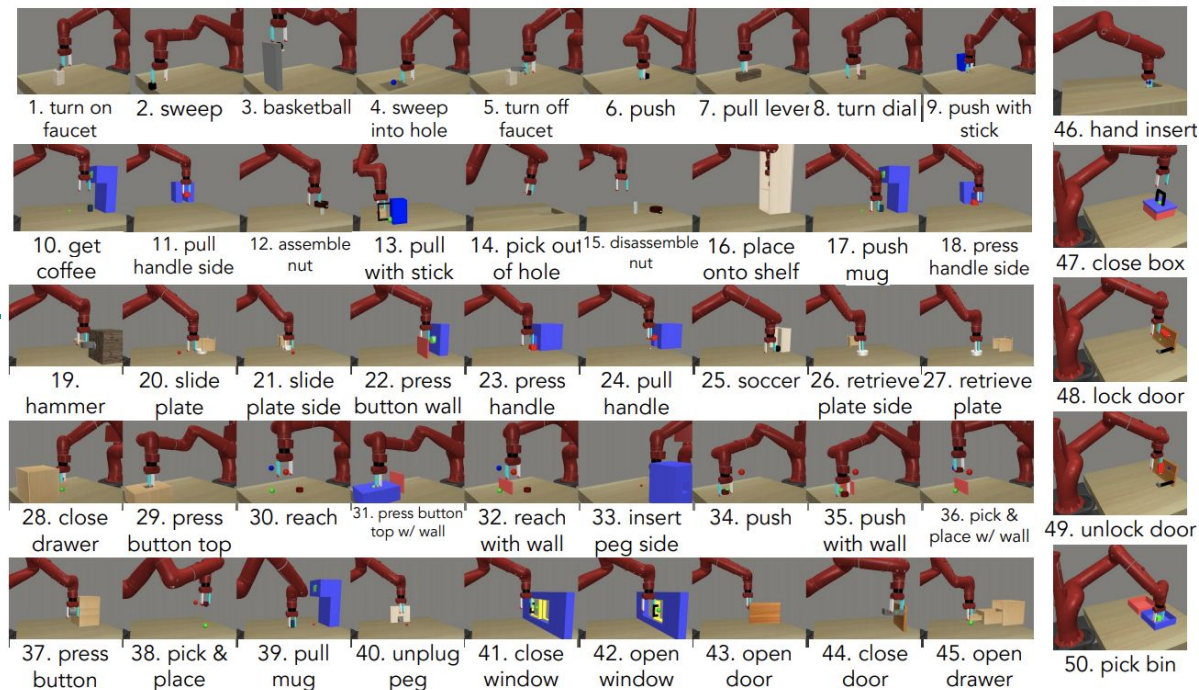 1. turn on
faucet
2. sweep
3. basketball
4. sweep
into hole
5. turn off
faucet
6. push
7. pull lever
8. turn dial
9. push with
stick
10. get
coffee
11. pull
handle side
12. assemble
nut
13. pull
with stick
14. pick out
of hole
15. disassemble
nut
16. place
onto shelf
17. push
mug
18. press
handle side
19.
hammer
20. slide
plate
21. slide
plate side
22. press
button wall
23. press
handle
24. pull
handle
25. soccer
26. retrieve
plate side
27. retrieve
plate
28. close
drawer
29. press
button top
30. reach
31. press button
top w/ wall
32. reach
with wall
33. insert
peg side
34. push
35. push
with wall
36. pick &
place w/ wall
37. press
button
38. pick &
place
39. pull
mug
40. unplug
peg
41. close
window
42. open
window
43. open
door
44. close
door
45. open
drawer
46. hand insert
47. close box
48. lock door
49. unlock door
50. pick bin